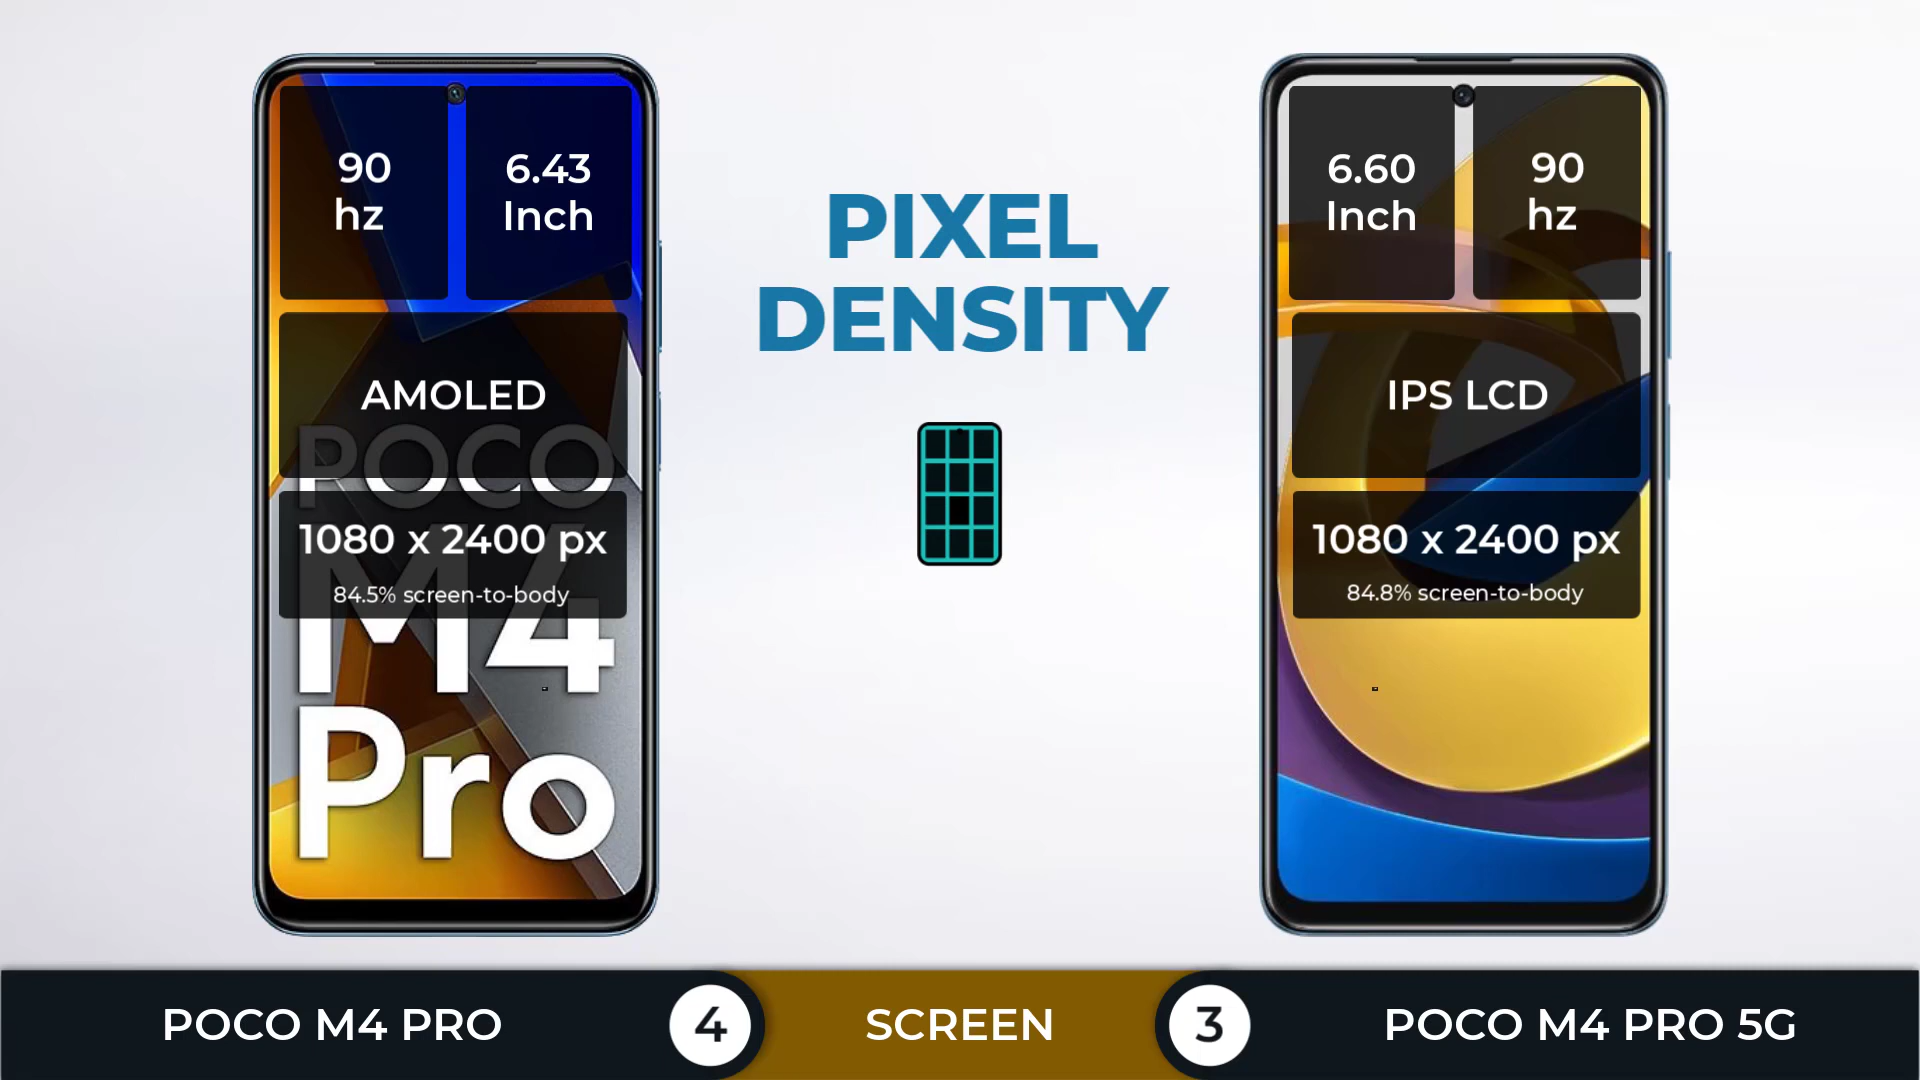 90
hz
6.43
Inch
AMOLED
POCO
1080 x 2400 px
84.5% screen-to-body
M4
Pro
PIXEL
DENSITY
6.60
Inch
90
hz
IPS LCD
1080 x 2400 px
84.8% screen-to-body
POCO M4 PRO
4
SCREEN
3
POCO M4 PRO 5G